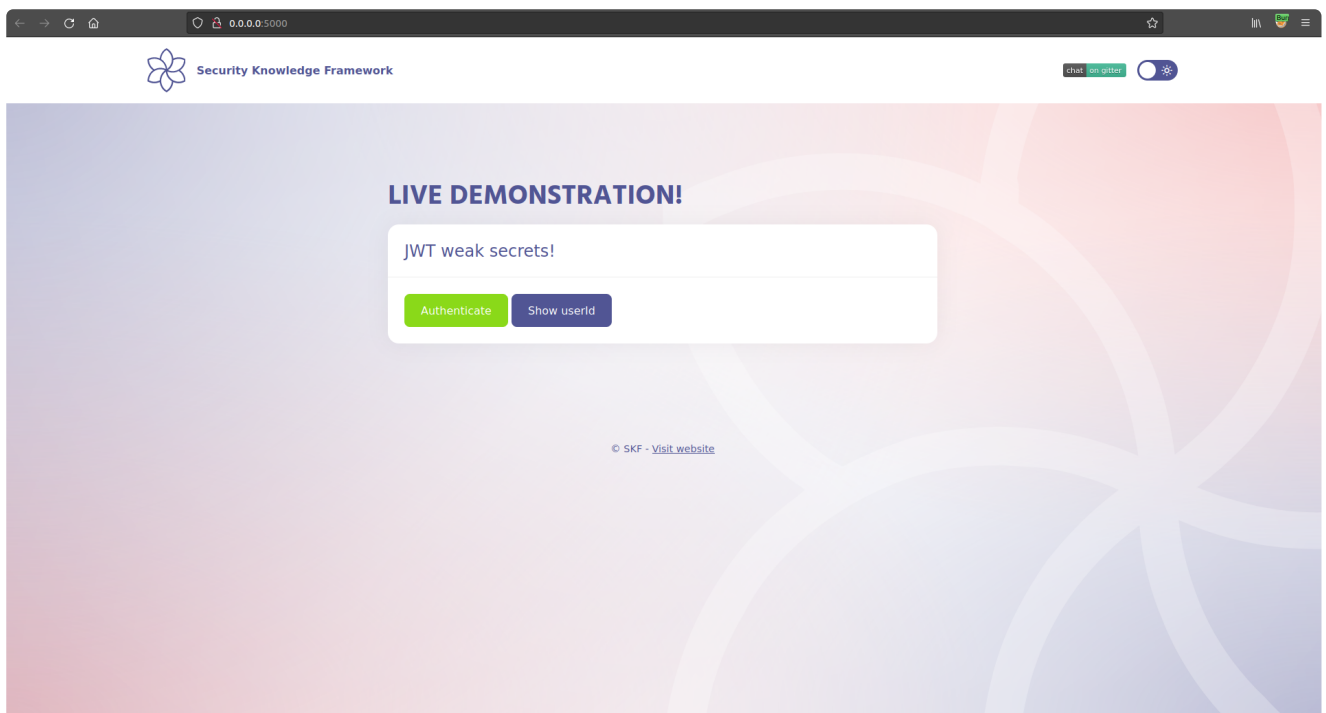 0.0.0.0:5000
Bur
Security Knowledge Framework
chat on gitter
LIVE DEMONSTRATION!
JWT weak secrets!
Authenticate Show userId
© SKF - Visit website